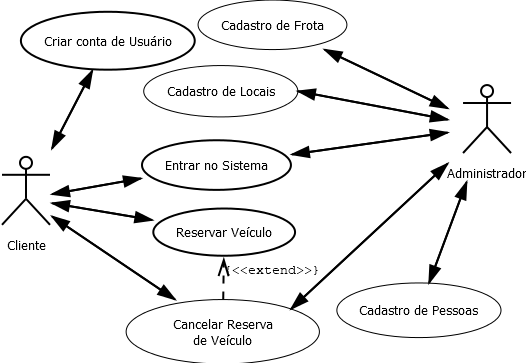 Cadastro de Frota
Criar conta de Usuário
Cadastro de Locais
Entrar no Sistema
Administrador
Reservar Veículo
Cliente
{<<extend>>}
Cadastro de Pessoas
Cancelar Reserva
de Veículo